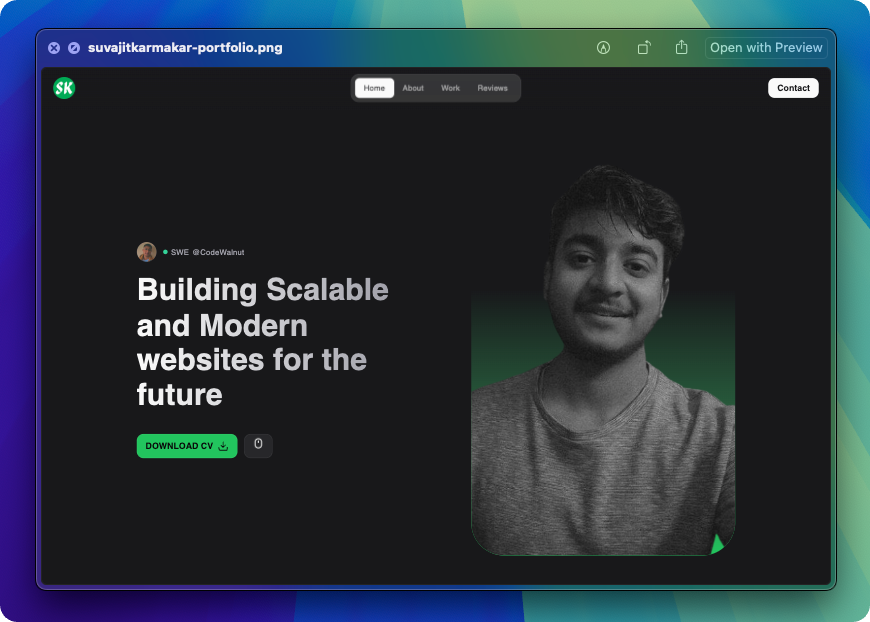 suvajitkarmakar-portfolio.png
Open with Preview
SK
Home About Work Reviews
Contact
SWE @CodeWalnut
Building Scalable
and Modern
websites for the
future
DOWNLOAD CV